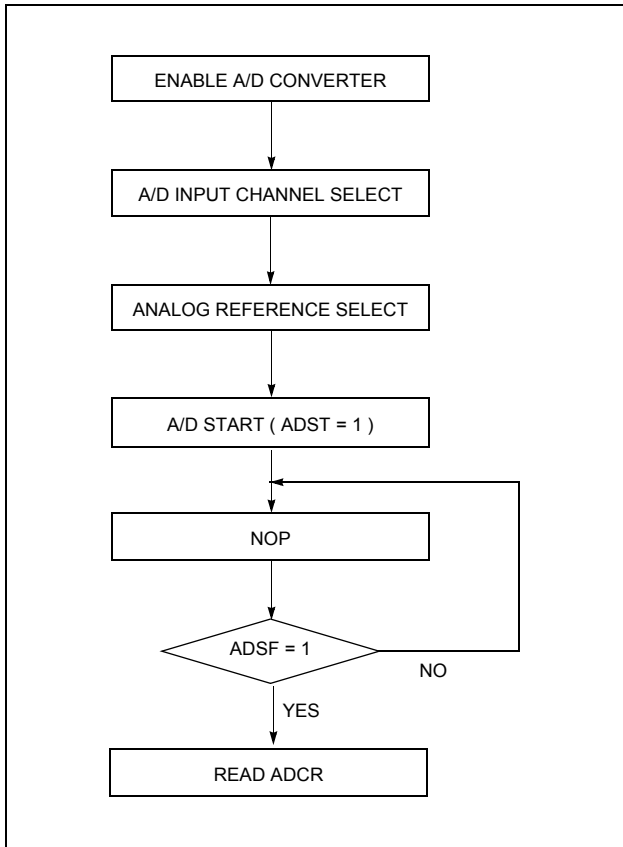 ENABLE A/D CONVERTER
A/D INPUT CHANNEL SELECT
ANALOG REFERENCE SELECT
A/D START ( ADST = 1 )
NOP
ADSF = 1
NO
YES
READ ADCR